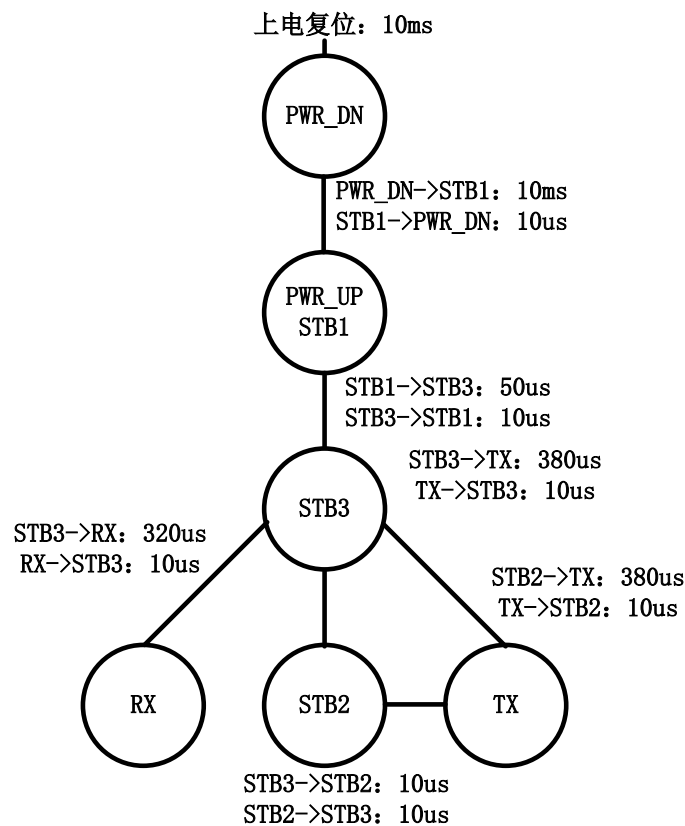 上电复位：10ms
PWR_DN
PWR_DN->STB1：10ms
STB1->PWR_DN：10us
PWR_UP
STB1
STB1->STB3：50us
STB3->STB1：10us
STB3->TX：380us
TX->STB3：10us
STB3
STB3->RX：320us
RX->STB3：10us
STB2->TX：380us
TX->STB2：10us
RX
STB2
TX
STB3->STB2：10us
STB2->STB3：10us